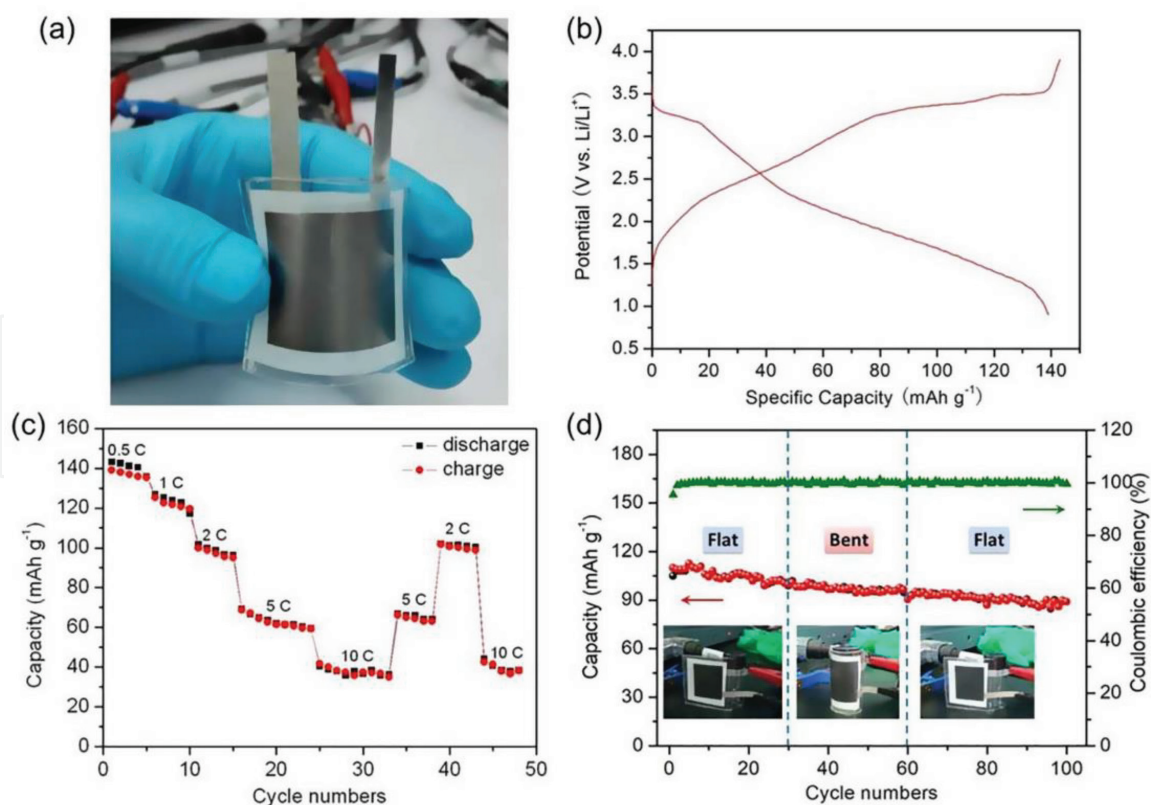 (a)
(b)
4.0
3.5
3.0
2.5
2.0
1.5
1.0
0.5
Potential (V vs. Li/Li⁺)
0 20 40 60 80 100 120 140
Specific Capacity (mAh g⁻¹)
(c)
160
140
120
100
80
60
40
20
0
Capacity (mAh g⁻¹)
0.5 C
1 C
2 C
5 C
10 C
5 C
2 C
10 C
discharge
charge
0 10 20 30 40 50
Cycle numbers
(d)
180
150
120
90
60
30
0
Capacity (mAh g⁻¹)
Flat
Bent
Flat
120
100
80
60
40
20
0
Coulombic efficiency (%)
0 20 40 60 80 100
Cycle numbers